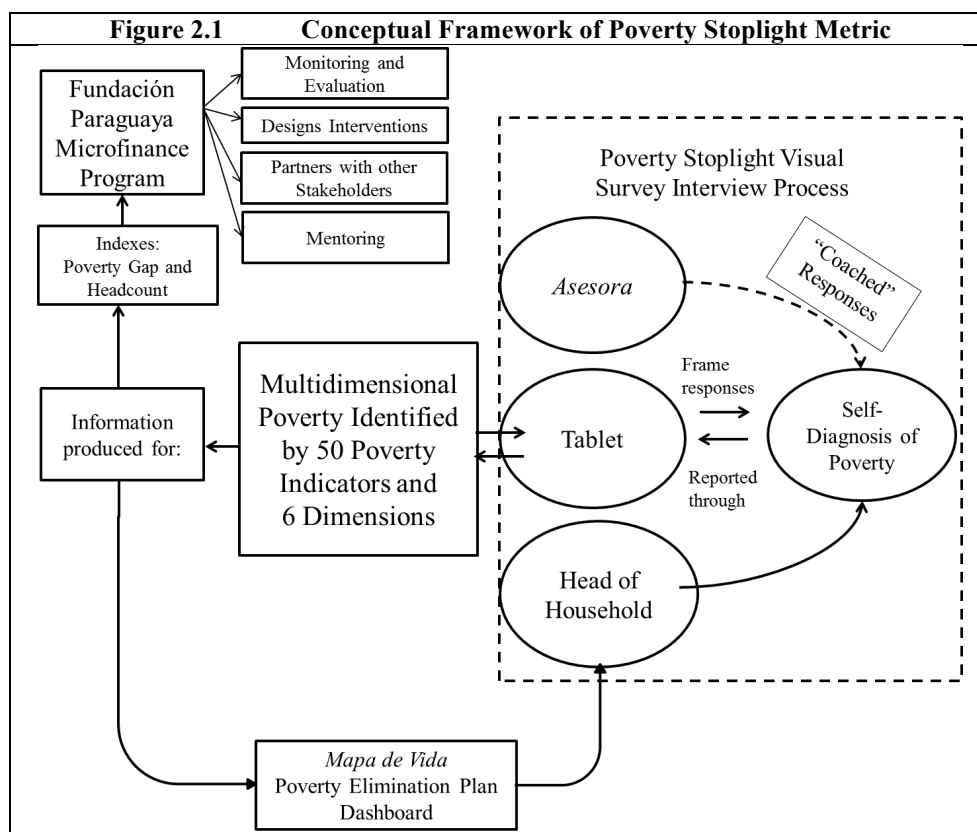 Figure 2.1 Conceptual Framework of Poverty Stoplight Metric
Fundación
Paraguaya
Microfinance
Program
Monitoring and
Evaluation
Designs Interventions
Partners with other
Stakeholders
Mentoring
Indexes:
Poverty Gap and
Headcount
Information
produced for:
Multidimensional
Poverty Identified
by 50 Poverty
Indicators and
6 Dimensions
Poverty Stoplight Visual
Survey Interview Process
Asesora
“Coached”
Responses
Tablet
Frame
responses
Reported
through
Self-
Diagnosis of
Poverty
Head of
Household
Mapa de Vida
Poverty Elimination Plan
Dashboard